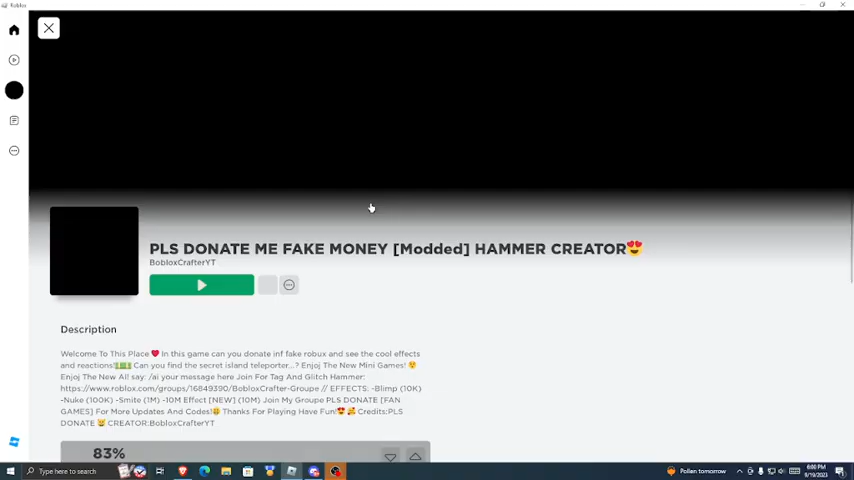 Roblox
PLS DONATE ME FAKE MONEY [Modded] HAMMER CREATOR😍
BobloxCrafterYT
Description
Welcome To This Place ❤️ In this game can you donate inf fake robux and see the cool effects
and reactions!💵 Can you find the secret island teleporter...? Enjoj The New Mini Games! 
Enjoj The New AI! say: /ai your message here Join For Tag And Glitch Hammer:
https://www.roblox.com/groups/16849390/BobloxCrafter-Groupe // EFFECTS: -Blimp (10K)
-Nuke (100K) -Smite (1M) -10M Effect [NEW] (10M) Join My Groupe PLS DONATE [FAN
GAMES] For More Updates And Codes! Thanks For Playing Have Fun!😍 🥰 Credits:PLS
DONATE CREATOR:BobloxCrafterYT
83%
Type here to search
Pollen tomorrow
9/19/2023